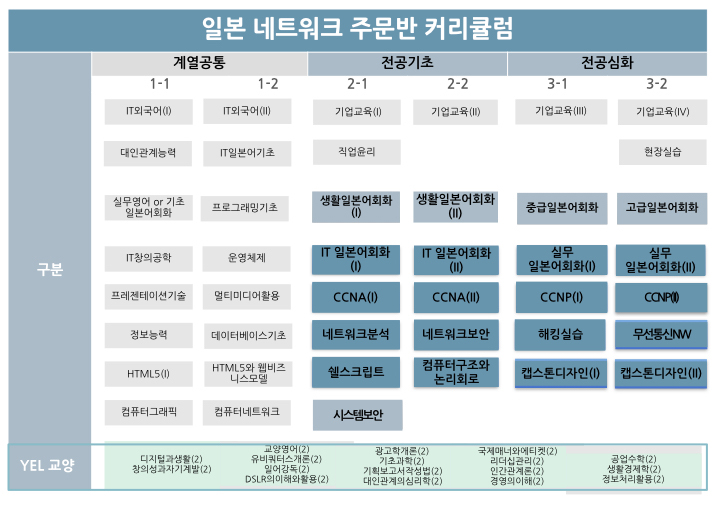 일본 네트워크 주문반 커리큘럼
계열공통 전공기초 전공심화
1-1 1-2 2-1 2-2 3-1 3-2
IT외국어(I) IT외국어(II) 기업교육(I) 기업교육(II) 기업교육(III) 기업교육(IV)
대인관계능력 IT일본어기초 직업윤리 현장실습
실무영어 or 기초
일본어회화
프로그래밍기초
생활일본어회화
(I)
생활일본어회화
(II)
중급일본어회화
고급일본어회화
구분
IT창의공학
운영체제
IT 일본어회화
(I)
IT 일본어회화
(II)
실무
일본어회화(I)
실무
일본어회화(II)
프레젠테이션기술 멀티미디어활용 CCNA(I) CCNA(II) CCNP(I) CCNP(II)
정보능력 데이터베이스기초 네트워크분석 네트워크보안 해킹실습 무선통신NW
HTML5(I)
HTML5와 웹비즈
니스모델
쉘스크립트
컴퓨터구조와
논리회로
캡스톤디자인(I)
캡스톤디자인(II)
컴퓨터그래픽 컴퓨터네트워크 시스템보안
YEL 교양
디지털과생활(2)
창의성과자기계발(2)
교양영어(2)
유비쿼터스개론(2)
일어강독(2)
DSLR의이해와활용(2)
광고학개론(2)
기초과학(2)
기획보고서작성법(2)
대인관계의심리학(2)
국제매너와에티켓(2)
리더십관리(2)
인간관계론(2)
경영의이해(2)
공업수학(2)
생활경제학(2)
정보처리활용(2)